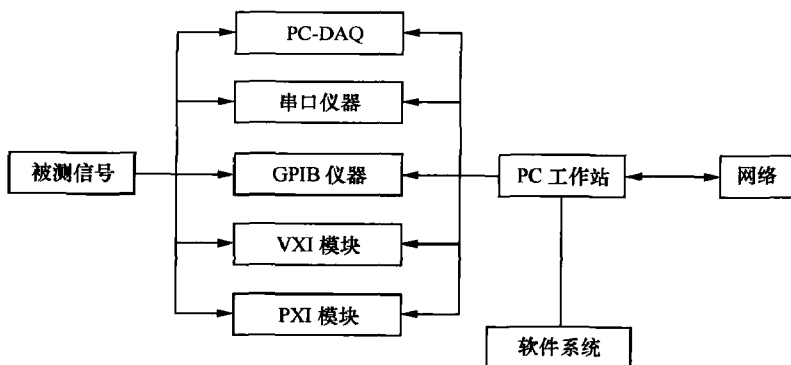 PC-DAQ
串口仪器
被测信号
GPIB 仪器
PC 工作站
网络
VXI 模块
PXI 模块
软件系统